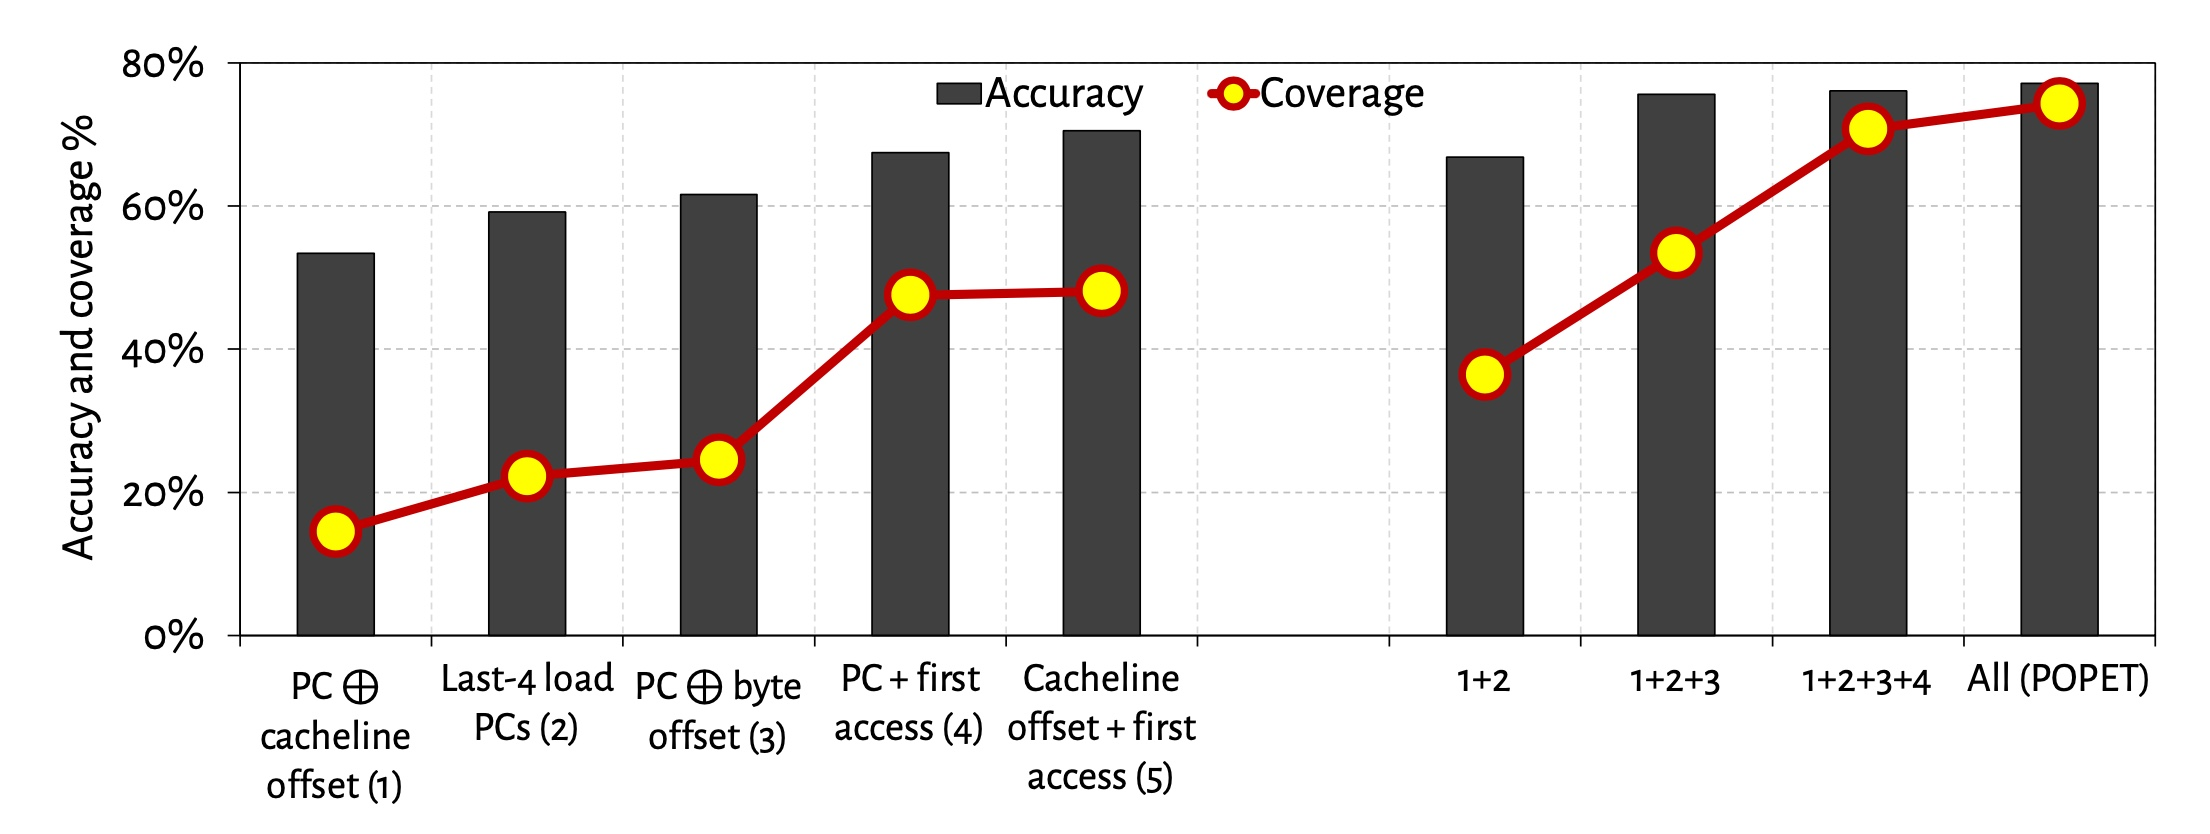 80%
60%
40%
20%
0%
Accuracy and coverage %
Accuracy
Coverage
PC ⊕
cacheline
offset (1)
Last-4 load
PCs (2)
PC ⊕ byte
offset (3)
PC + first
access (4)
Cacheline
offset + first
access (5)
1+2
1+2+3
1+2+3+4
All (POPET)